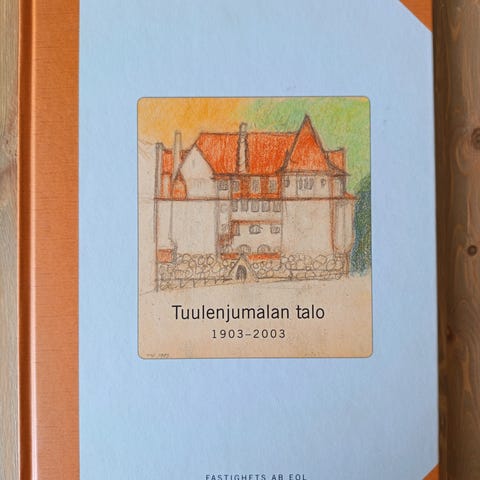 Tuulenjumalan talo
1903–2003
FASTIGHETS AB EOL